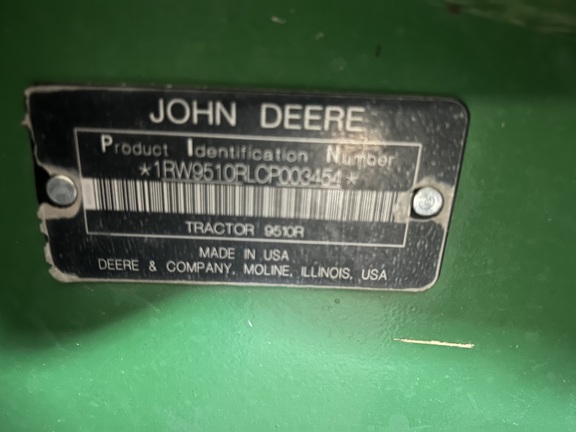 JOHN DEERE
Product Identification Number
*1RW9510RLCP003454*
TRACTOR 9510R
MADE IN USA
DEERE & COMPANY, MOLINE, ILLINOIS, USA